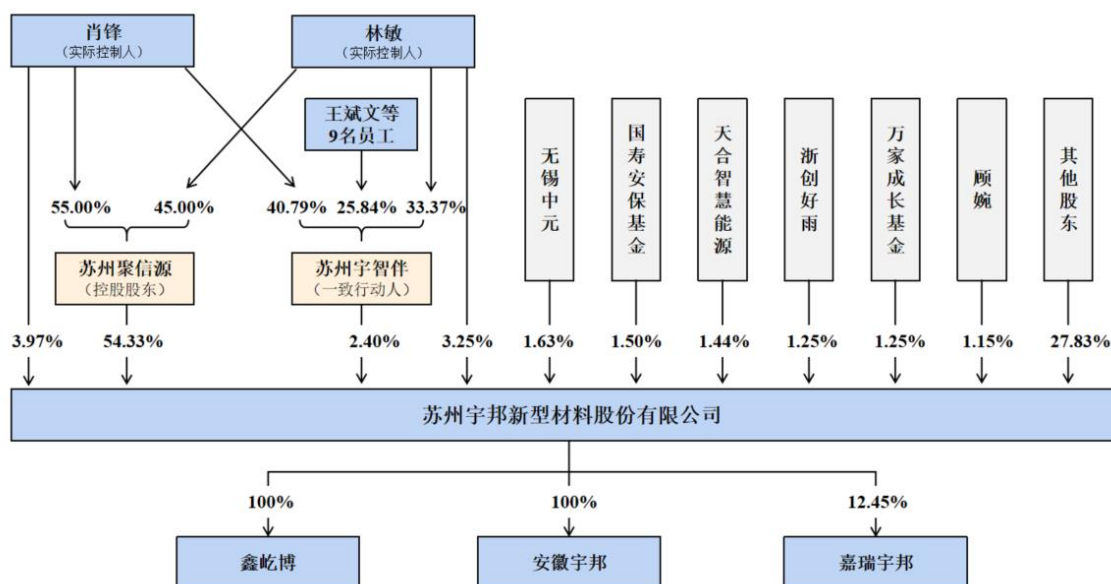 肖锋
（实际控制人）
林敏
（实际控制人）
王斌文等
9名员工
无锡中元
国寿安保基金
天合智慧能源
浙创好雨
万家成长基金
顾婉
其他股东
55.00%
45.00%
40.79%
25.84%
33.37%
苏州聚信源
（控股股东）
苏州宇智伴
（一致行动人）
3.97%
54.33%
2.40%
3.25%
1.63%
1.50%
1.44%
1.25%
1.25%
1.15%
27.83%
苏州宇邦新型材料股份有限公司
100%
100%
12.45%
鑫屹博
安徽宇邦
嘉瑞宇邦